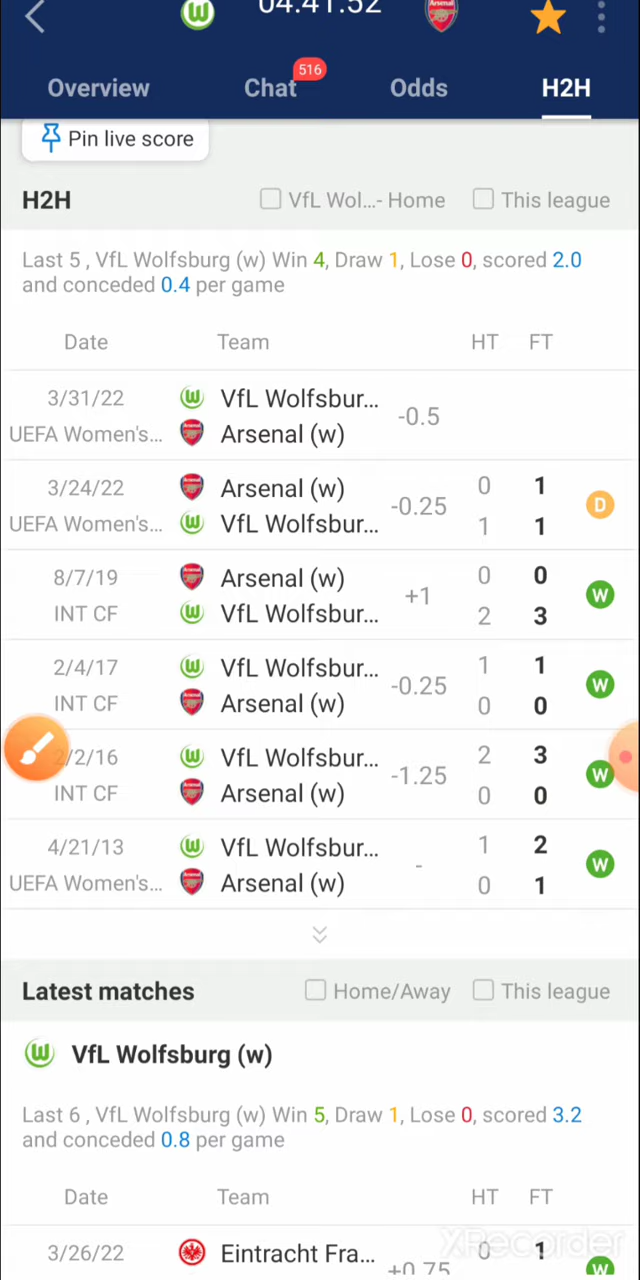 04:41:52
Overview Chat 516 Odds H2H
Pin live score
H2H VfL Wol...- Home This league
Last 5 , VfL Wolfsburg (w) Win 4, Draw 1, Lose 0, scored 2.0
and conceded 0.4 per game
Date Team HT FT
3/31/22 VfL Wolfsbur...
UEFA Women's... Arsenal (w) -0.5
3/24/22 Arsenal (w) 0 1
UEFA Women's... VfL Wolfsbur... -0.25 1 1 D
8/7/19 Arsenal (w) 0 0
INT CF VfL Wolfsbur... +1 2 3 W
2/4/17 VfL Wolfsbur... 1 1
INT CF Arsenal (w) -0.25 0 0 W
2/2/16 VfL Wolfsbur... 2 3
INT CF Arsenal (w) -1.25 0 0 W
4/21/13 VfL Wolfsbur... 1 2
UEFA Women's... Arsenal (w) - 0 1 W
Latest matches Home/Away This league
VfL Wolfsburg (w)
Last 6 , VfL Wolfsburg (w) Win 5, Draw 1, Lose 0, scored 3.2
and conceded 0.8 per game
Date Team HT FT
3/26/22 Eintracht Fra... 0 1
+0.75 W
XRecorder